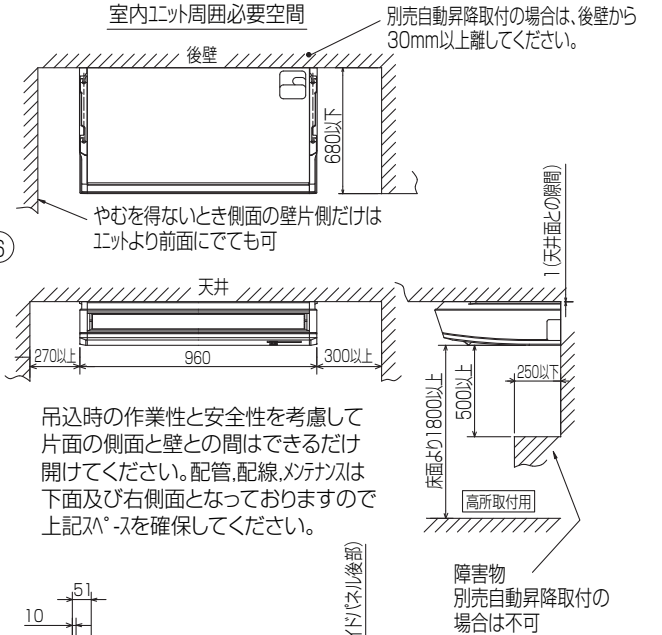 室内ユニット周囲必要空間
別売自動昇降取付の場合は、後壁から
30mm以上離してください。
後壁
680以下
やむを得ないとき側面の壁片側だけは
ユニットより前面にでても可
6
1(天井面との隙間)
天井
270以上
960
300以上
床面より1800以上
500以上
250以下
吊込時の作業性と安全性を考慮して
片面の側面と壁との間はできるだけ
開けてください。配管,配線,メンテナンスは
下面及び右側面となっておりますので
上記スペースを確保してください。
高所取付用
障害物
別売自動昇降取付の
場合は不可
51
10
イドパネル後部)